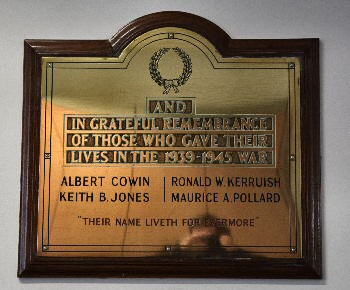 AND
IN GRATEFUL REMEMBRANCE
OF THOSE WHO GAVE THEIR
LIVES IN THE 1939-1945 WAR
ALBERT COWIN
KEITH B. JONES
RONALD W. KERRUISH
MAURICE A. POLLARD
"THEIR NAME LIVETH FOR EVERMORE"